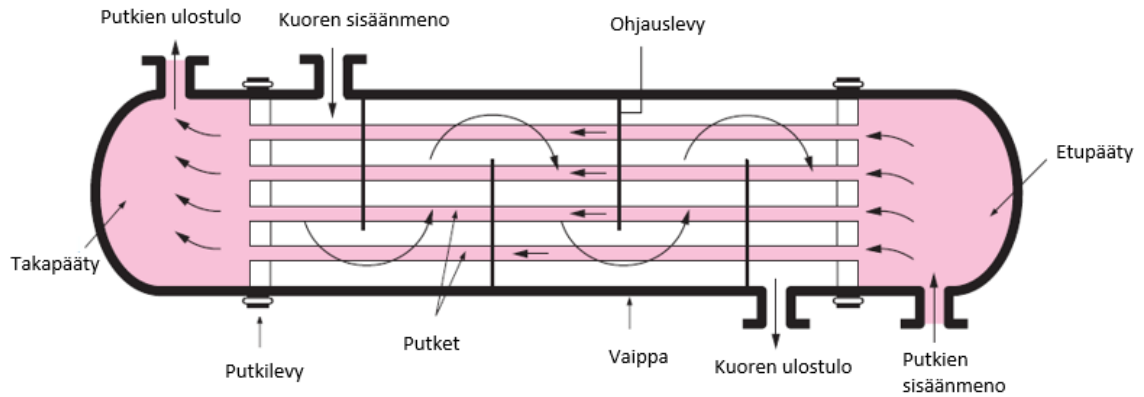 Putkien ulostulo
Kuoren sisäänmeno
Ohjauslevy
Etupääty
Takapääty
Putket
Vaippa
Putkilevy
Kuoren ulostulo
Putkien
sisäänmeno